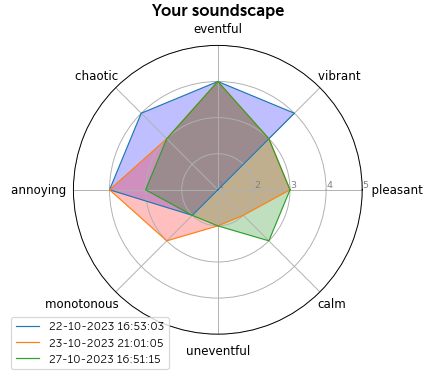 Your soundscape
eventful
chaotic
vibrant
annoying
1
2
3
4
5
pleasant
monotonous
calm
uneventful
22-10-2023 16:53:03
23-10-2023 21:01:05
27-10-2023 16:51:15